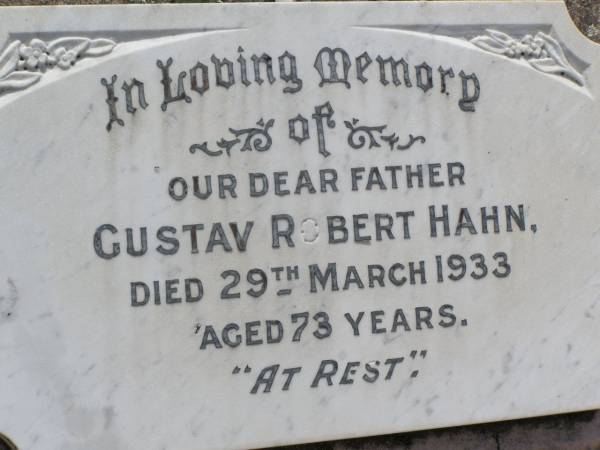 In Loving Memory
of
OUR DEAR FATHER
GUSTAV ROBERT HAHN.
DIED 29TH MARCH 1933
AGED 73 YEARS.
"AT REST".